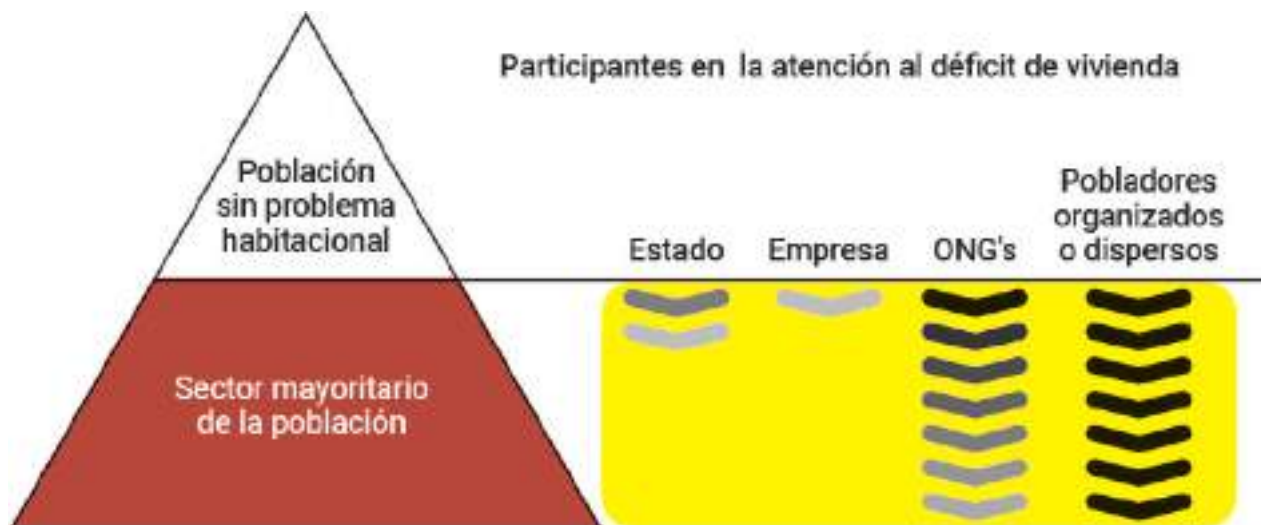 Participantes en la atención al déficit de vivienda
Población
sin problema
habitacional
Estado
Empresa
ONG's
Pobladores
organizados
o dispersos
Sector mayoritario
de la población